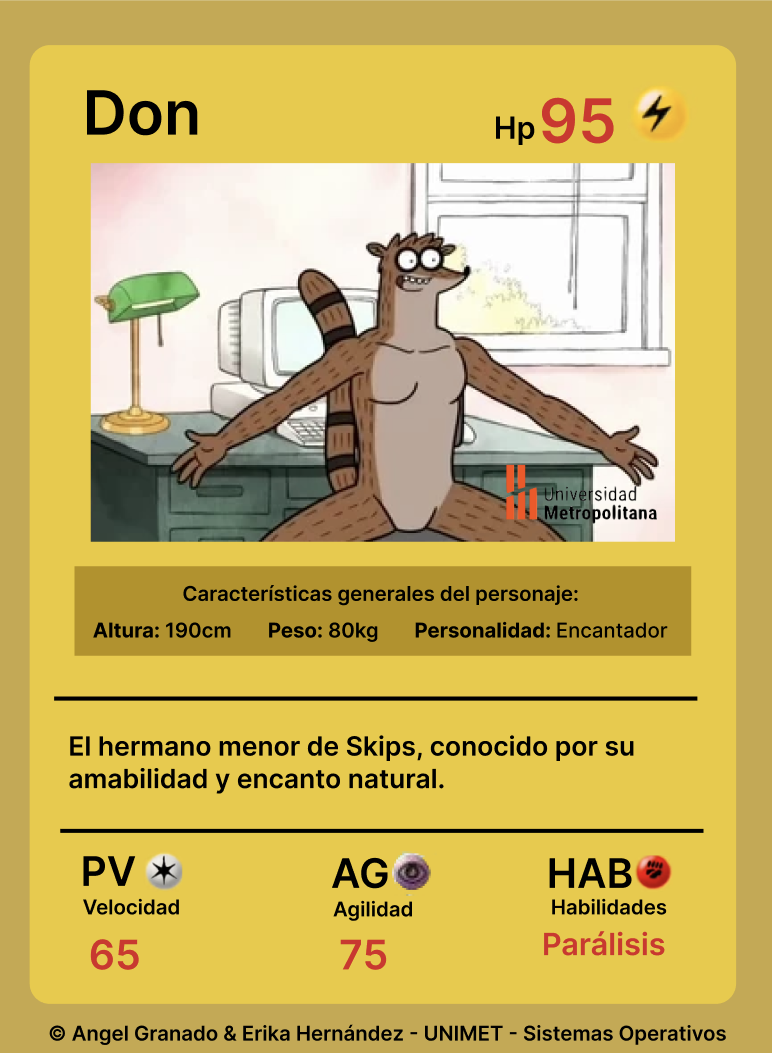 Don
Hp 95
Universidad
Metropolitana
Características generales del personaje:
Altura: 190cm Peso: 80kg Personalidad: Encantador
El hermano menor de Skips, conocido por su
amabilidad y encanto natural.
PV AG HAB
Velocidad Agilidad Habilidades
65 75 Parálisis
© Angel Granado & Erika Hernández - UNIMET - Sistemas Operativos